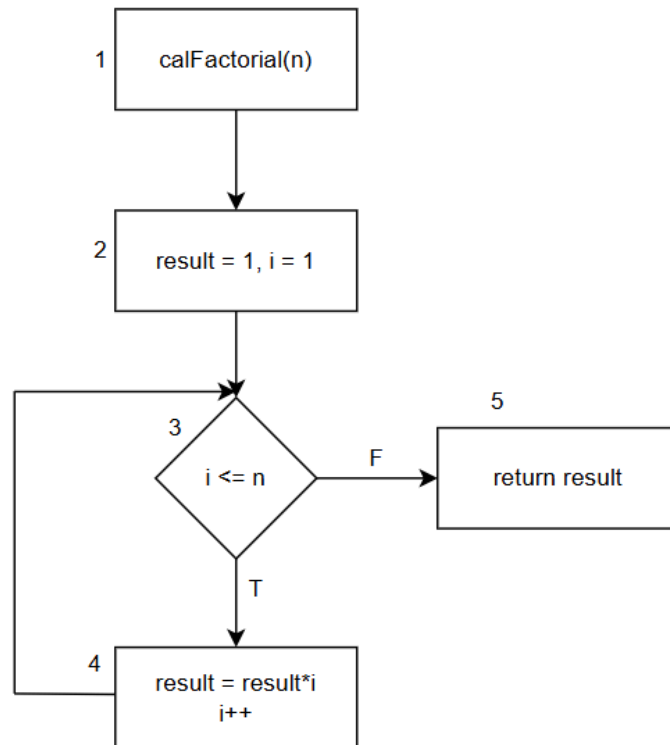 1
calFactorial(n)
2
result = 1, i = 1
3
i <= n
F
5
return result
T
4
result = result*i
i++